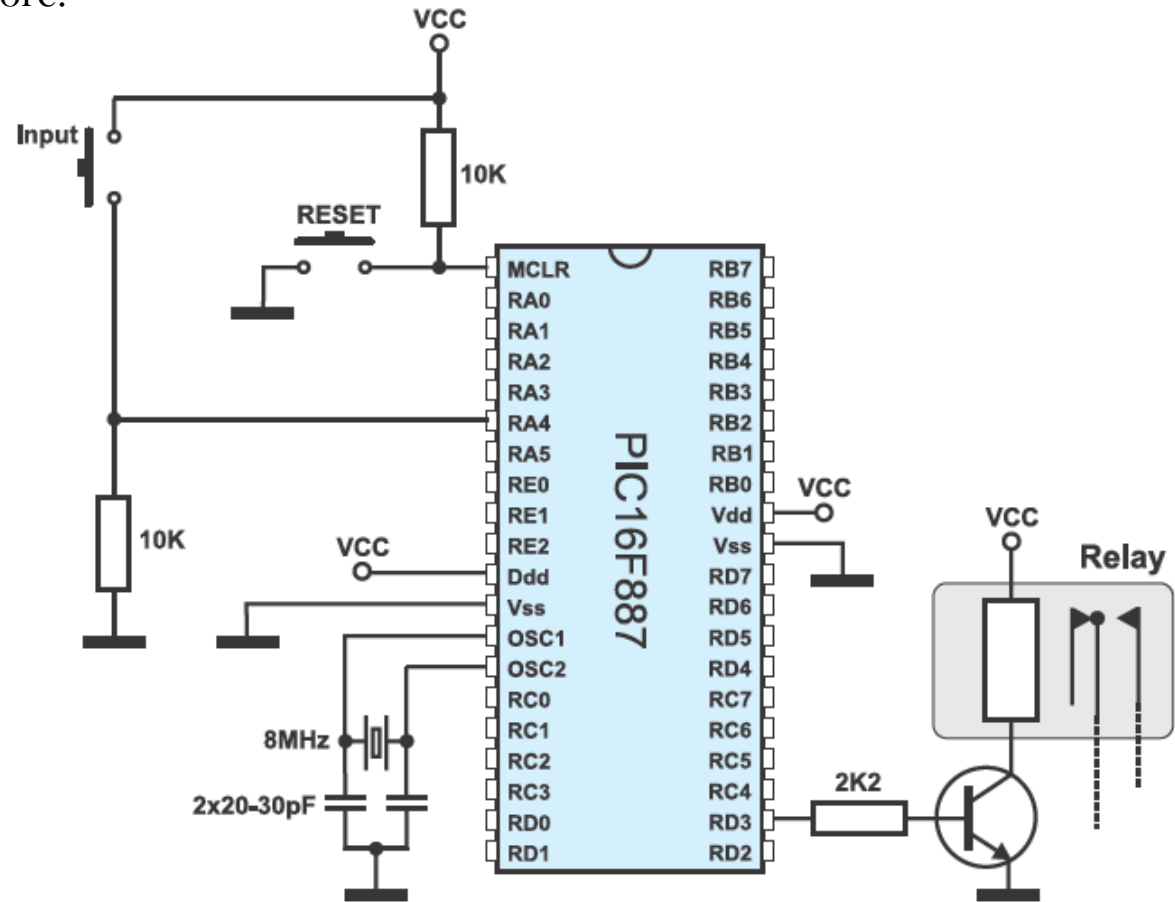 ore.
VCC
Input
10K
RESET
MCLR
RA0
RA1
RA2
RA3
RA4
RA5
RE0
RE1
RE2
Ddd
Vss
OSC1
OSC2
RC0
RC1
RC2
RC3
RD0
RD1
PIC16F887
RB7
RB6
RB5
RB4
RB3
RB2
RB1
RB0
Vdd
Vss
RD7
RD6
RD5
RD4
RC7
RC6
RC5
RC4
RD3
RD2
10K
VCC
8MHz
2x20-30pF
VCC
VCC
Relay
2K2